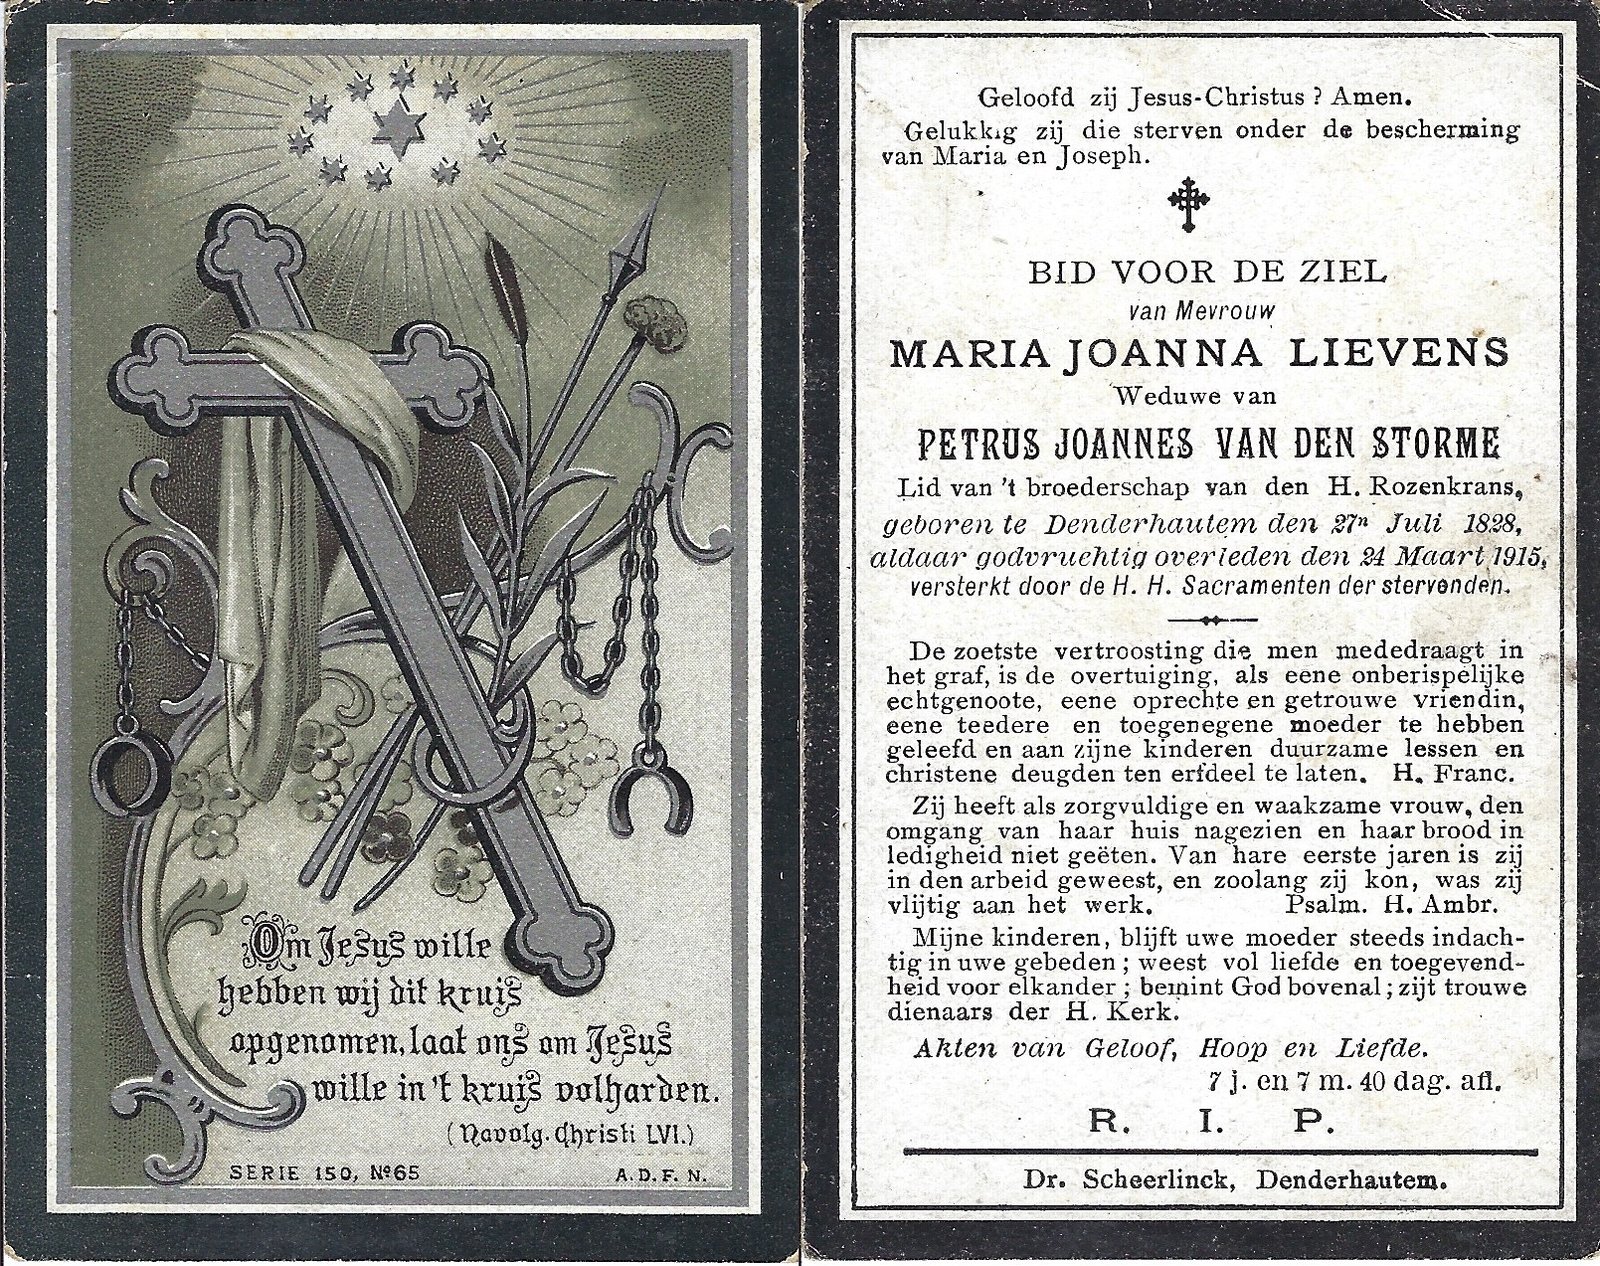 Om Jesus wille
hebben wij dit kruis
opgenomen, laat ons om Jesus
wille in 't kruis volharden.
(Navolg. Christi LVI.)
SERIE 150, Nº 65 A. D. F. N.
Geloofd zij Jesus-Christus ? Amen.
Gelukkig zij die sterven onder de bescherming
van Maria en Joseph.
BID VOOR DE ZIEL
van Mevrouw
MARIA JOANNA LIEVENS
Weduwe van
PETRUS JOANNES VAN DEN STORME
Lid van 't broederschap van den H. Rozenkrans,
geboren te Denderhautem den 27n Juli 1828,
aldaar godvruchtig overleden den 24 Maart 1915,
versterkt door de H. H. Sacramenten der stervenden.
De zoetste vertroosting die men mededraagt in
het graf, is de overtuiging, als eene onberispelijke
echtgenoote, eene oprechte en getrouwe vriendin,
eene teedere en toegenegene moeder te hebben
geleefd en aan zijne kinderen duurzame lessen en
christene deugden ten erfdeel te laten. H. Franc.
Zij heeft als zorgvuldige en waakzame vrouw, den
omgang van haar huis nagezien en haar brood in
ledigheid niet geëten. Van hare eerste jaren is zij
in den arbeid geweest, en zoolang zij kon, was zij
vlijtig aan het werk. Psalm. H. Ambr.
Mijne kinderen, blijft uwe moeder steeds indach-
tig in uwe gebeden ; weest vol liefde en toegevend-
heid voor elkander ; bemint God bovenal ; zijt trouwe
dienaars der H. Kerk.
Akten van Geloof, Hoop en Liefde.
7 j. en 7 m. 40 dag. afl.
R. I. P.
Dr. Scheerlinck, Denderhautem.